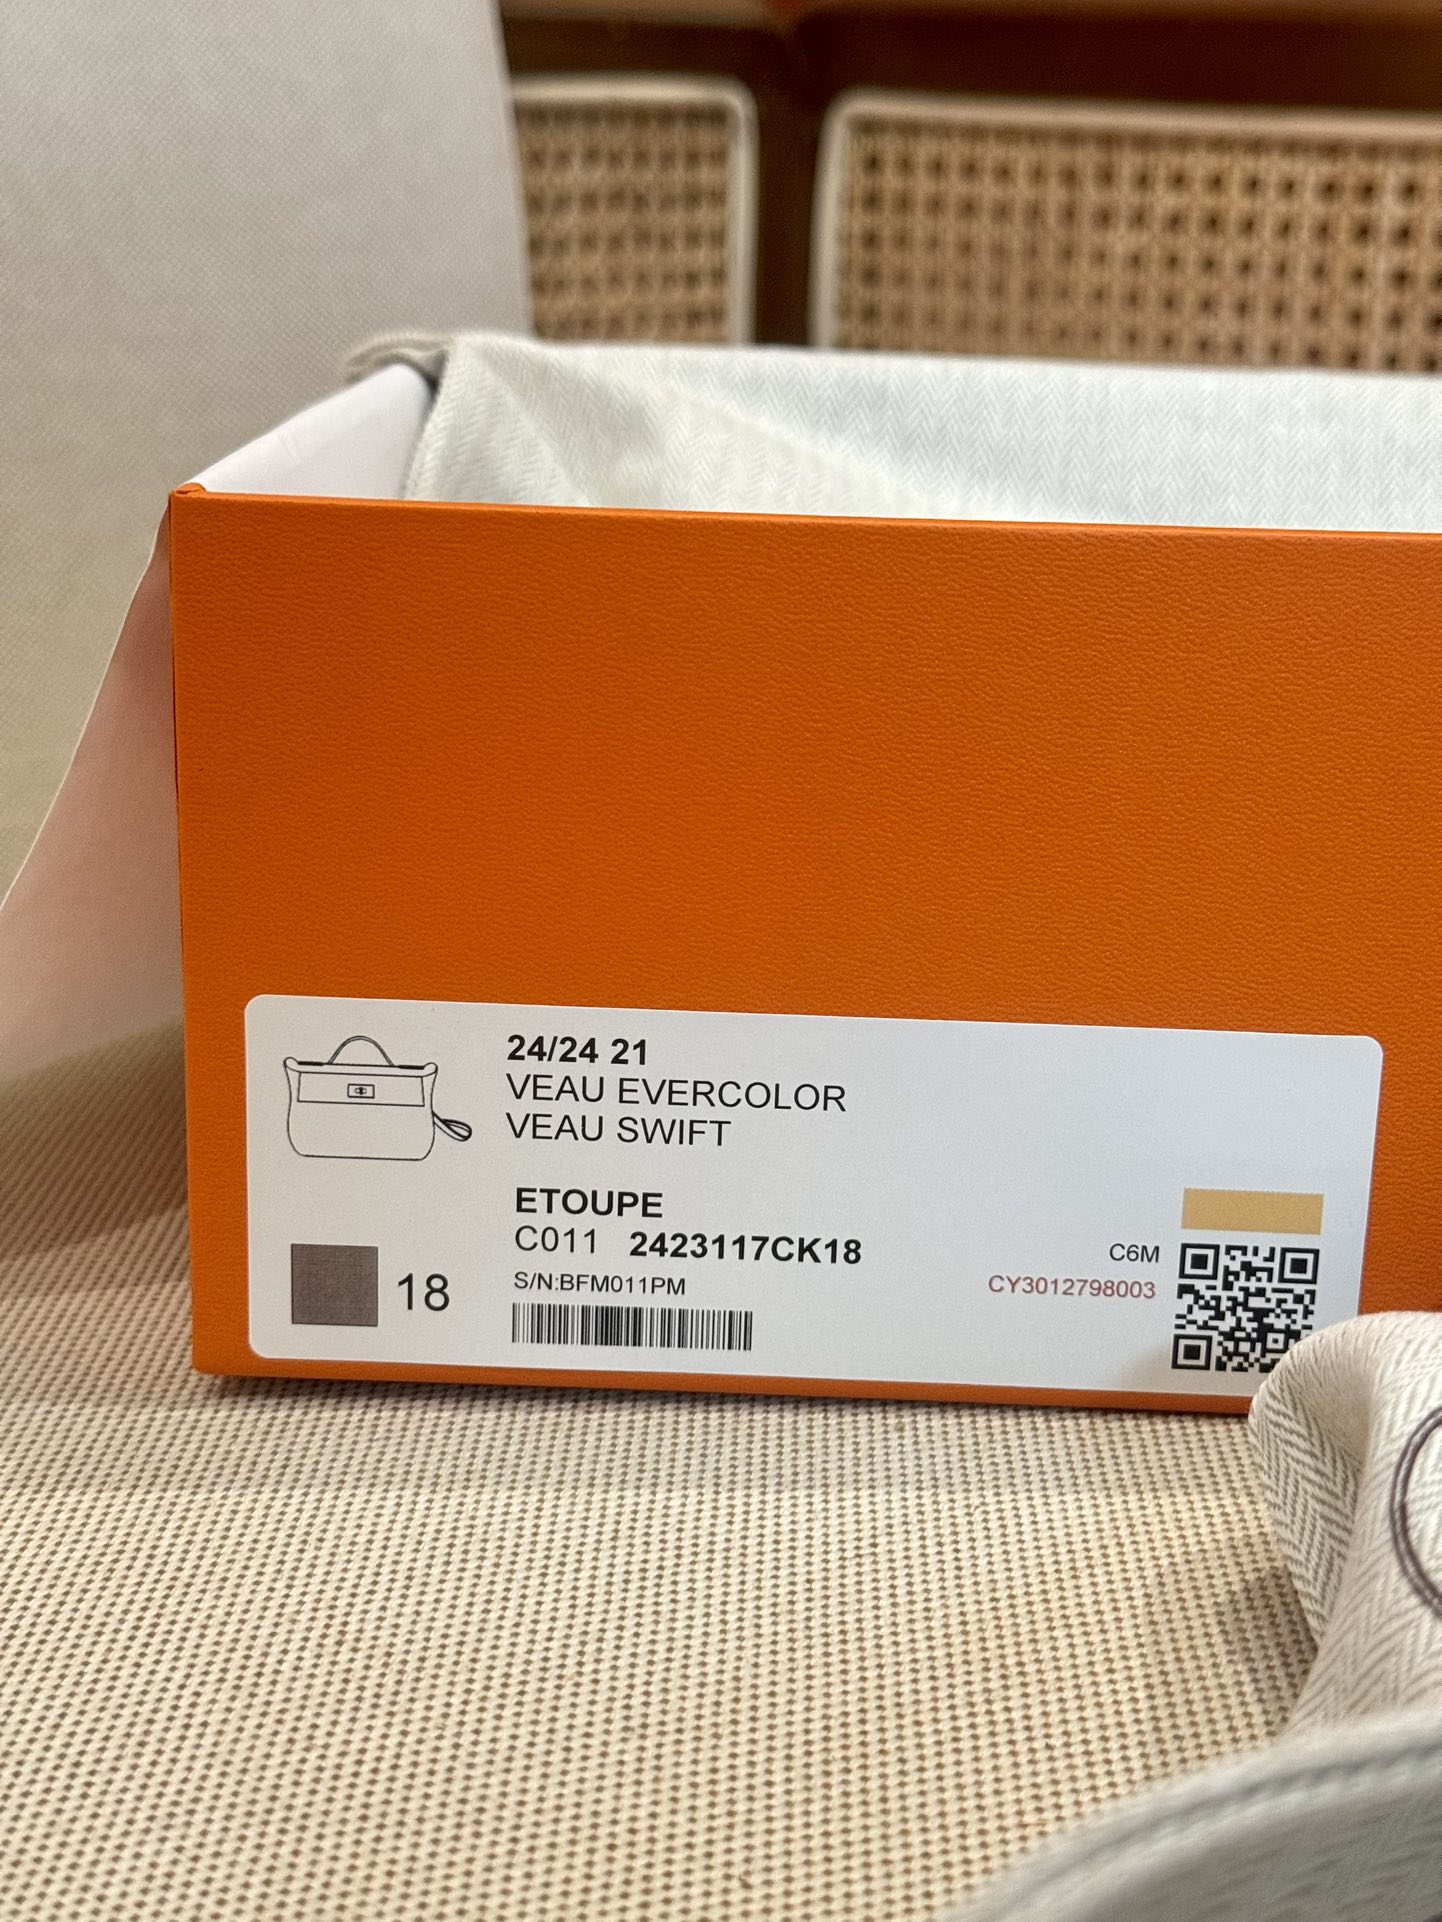 24/24 21
VEAU EVERCOLOR
VEAU SWIFT
ETOUPE
C011 2423117CK18
S/N:BFM011PM
18
C6M
CY3012798003